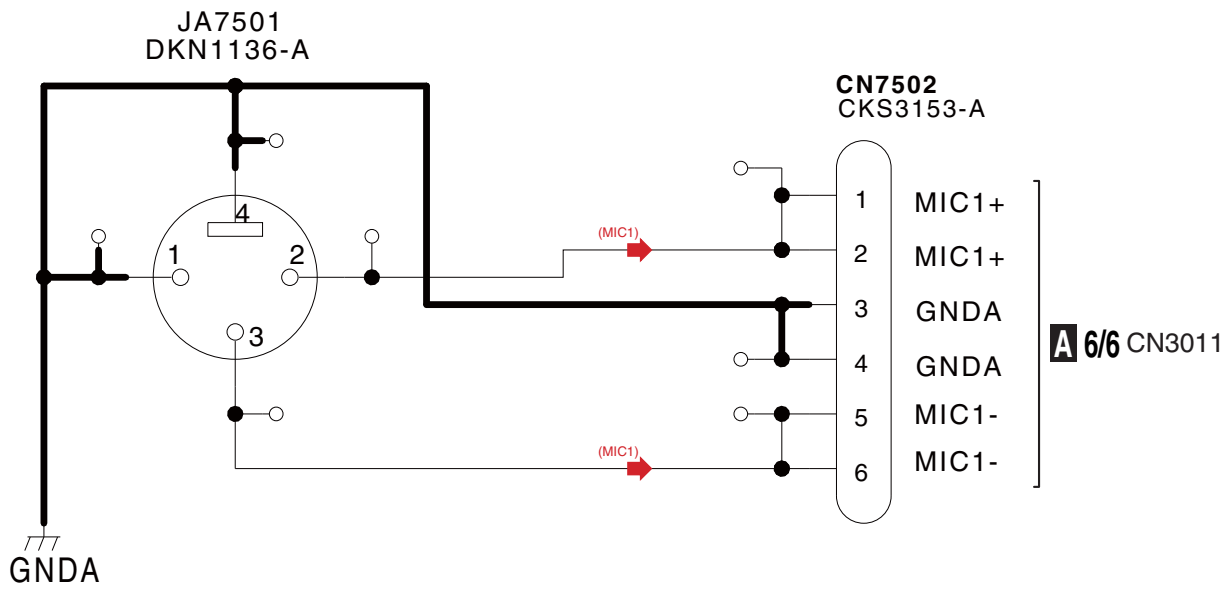 JA7501
DKN1136-A
CN7502
CKS3153-A
4
1
2
3
(MIC1)
(MIC1)
1 MIC1+
2 MIC1+
3 GNDA
4 GNDA
5 MIC1-
6 MIC1-
A 6/6 CN3011
GNDA